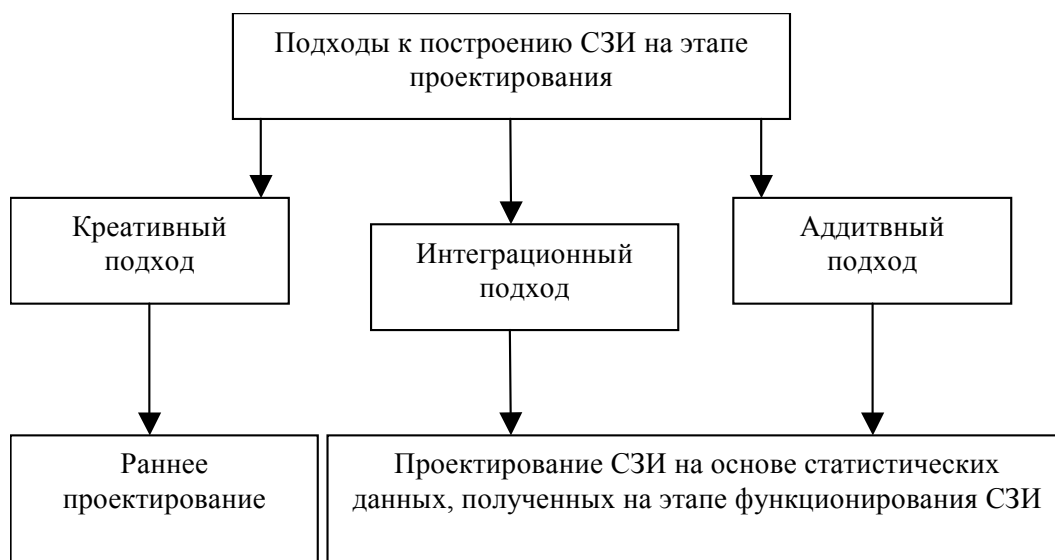 Подходы к построению СЗИ на этапе
проектирования
Креативный
подход
Интеграционный
подход
Аддитвный
подход
Раннее
проектирование
Проектирование СЗИ на основе статистических
данных, полученных на этапе функционирования СЗИ